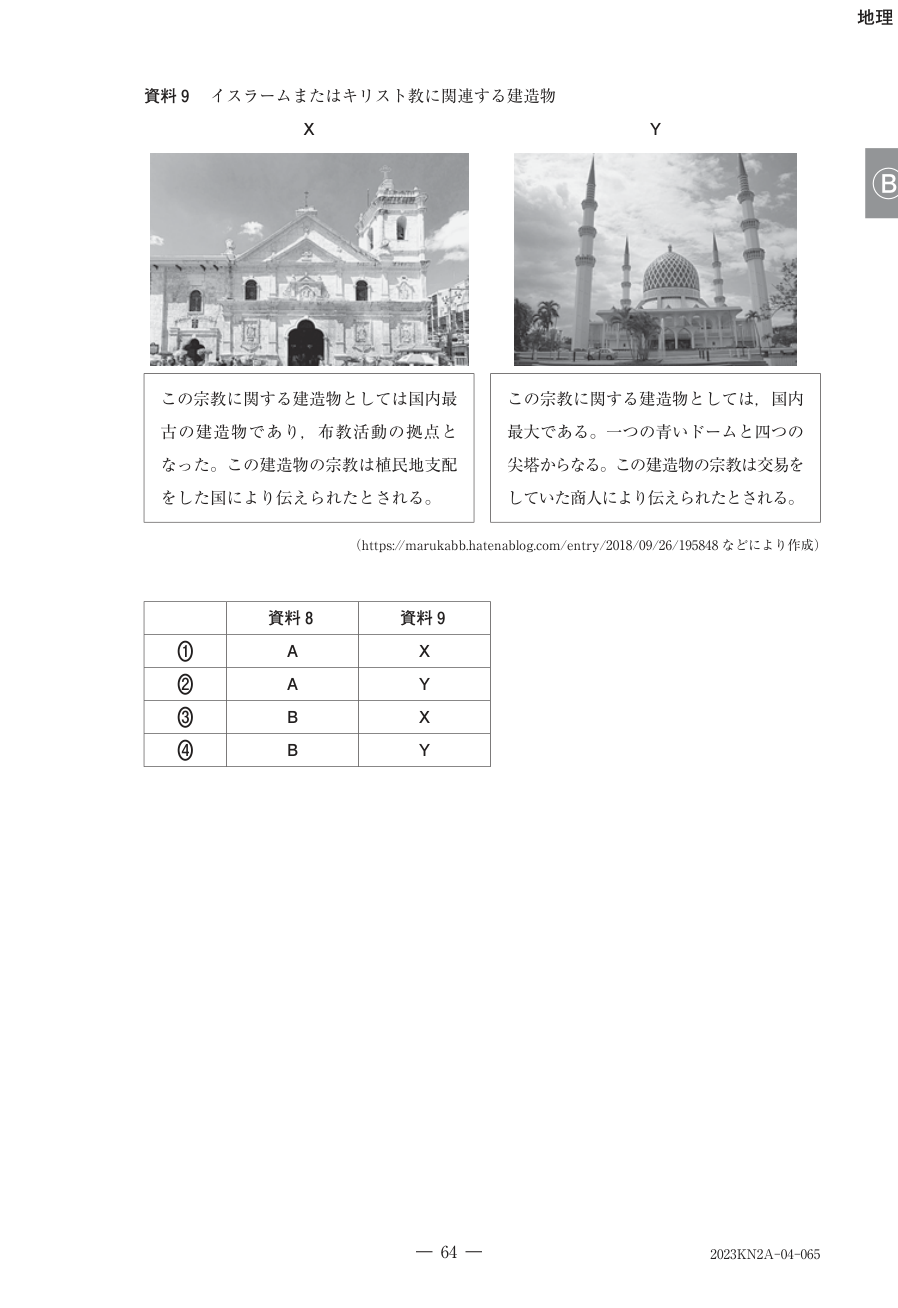 地理
資料9 イスラームまたはキリスト教に関連する建造物
X
Y
B
この宗教に関する建造物としては国内最
古の建造物であり，布教活動の拠点と
なった。この建造物の宗教は植民地支配
をした国により伝えられたとされる。
この宗教に関する建造物としては，国内
最大である。一つの青いドームと四つの
尖塔からなる。この建造物の宗教は交易を
していた商人により伝えられたとされる。
（https://marukabb.hatenablog.com/entry/2018/09/26/195848 などにより作成）
資料8 資料9
① A X
② A Y
③ B X
④ B Y
― 64 ―
2023KN2A-04-065